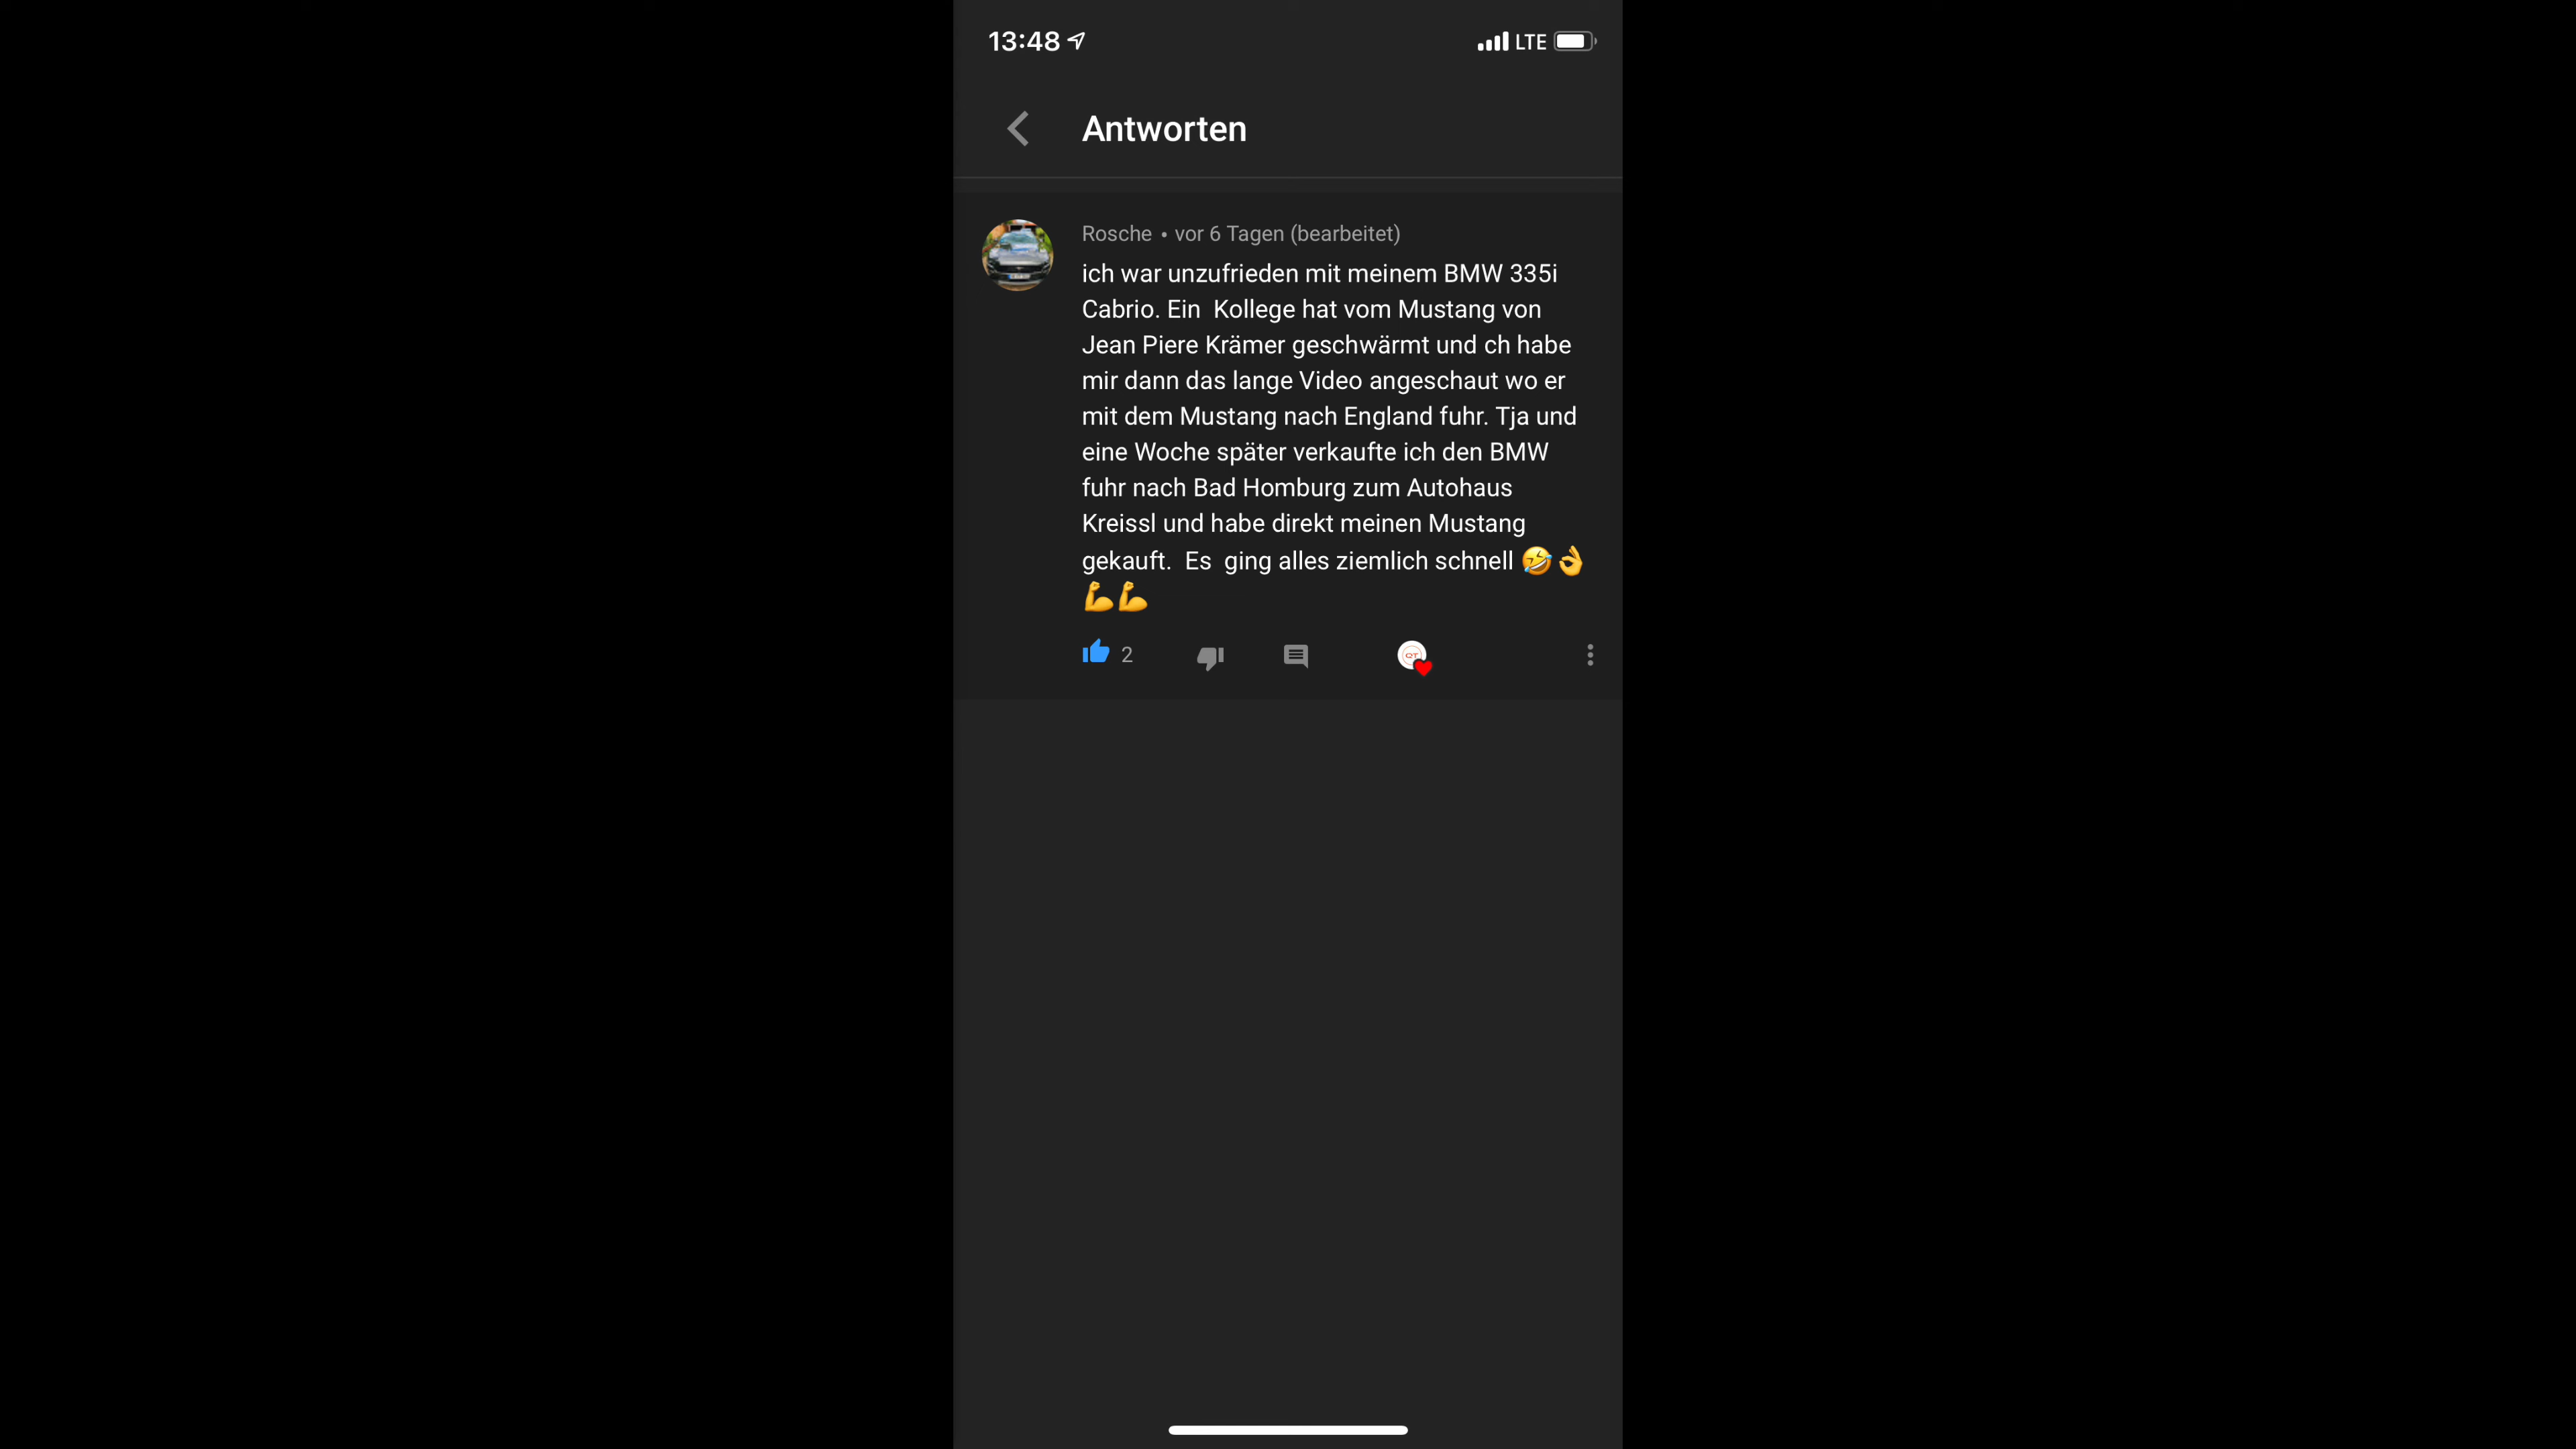 13:48 LTE
Antworten
Rosche • vor 6 Tagen (bearbeitet)
ich war unzufrieden mit meinem BMW 335i
Cabrio. Ein  Kollege hat vom Mustang von
Jean Piere Krämer geschwärmt und ch habe
mir dann das lange Video angeschaut wo er
mit dem Mustang nach England fuhr. Tja und
eine Woche später verkaufte ich den BMW
fuhr nach Bad Homburg zum Autohaus
Kreissl und habe direkt meinen Mustang
gekauft.  Es  ging alles ziemlich schnell 🤣👌
💪💪
2
QT